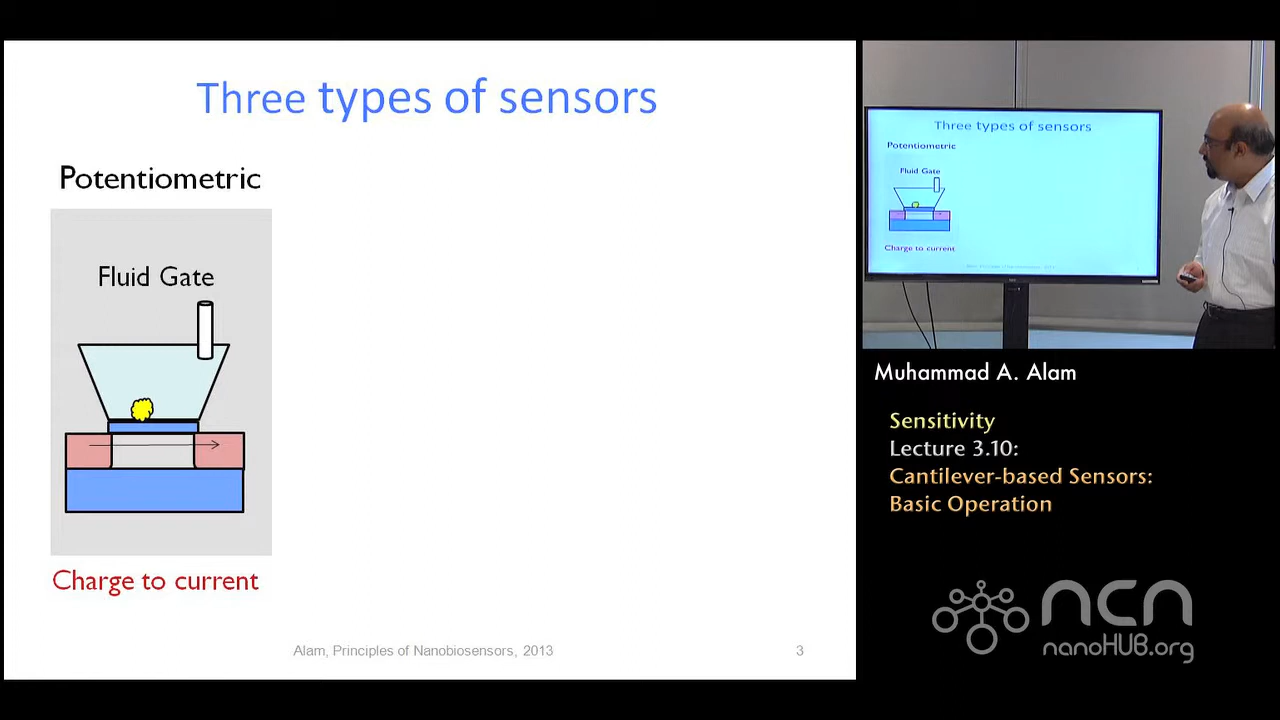 Three types of sensors
Potentiometric
Fluid Gate
Charge to current
Alam, Principles of Nanobiosensors, 2013
3
Three types of sensors
Potentiometric
Fluid Gate
Charge to current
Muhammad A. Alam
Sensitivity
Lecture 3.10:
Cantilever-based Sensors:
Basic Operation
ncn
nanoHUB.org